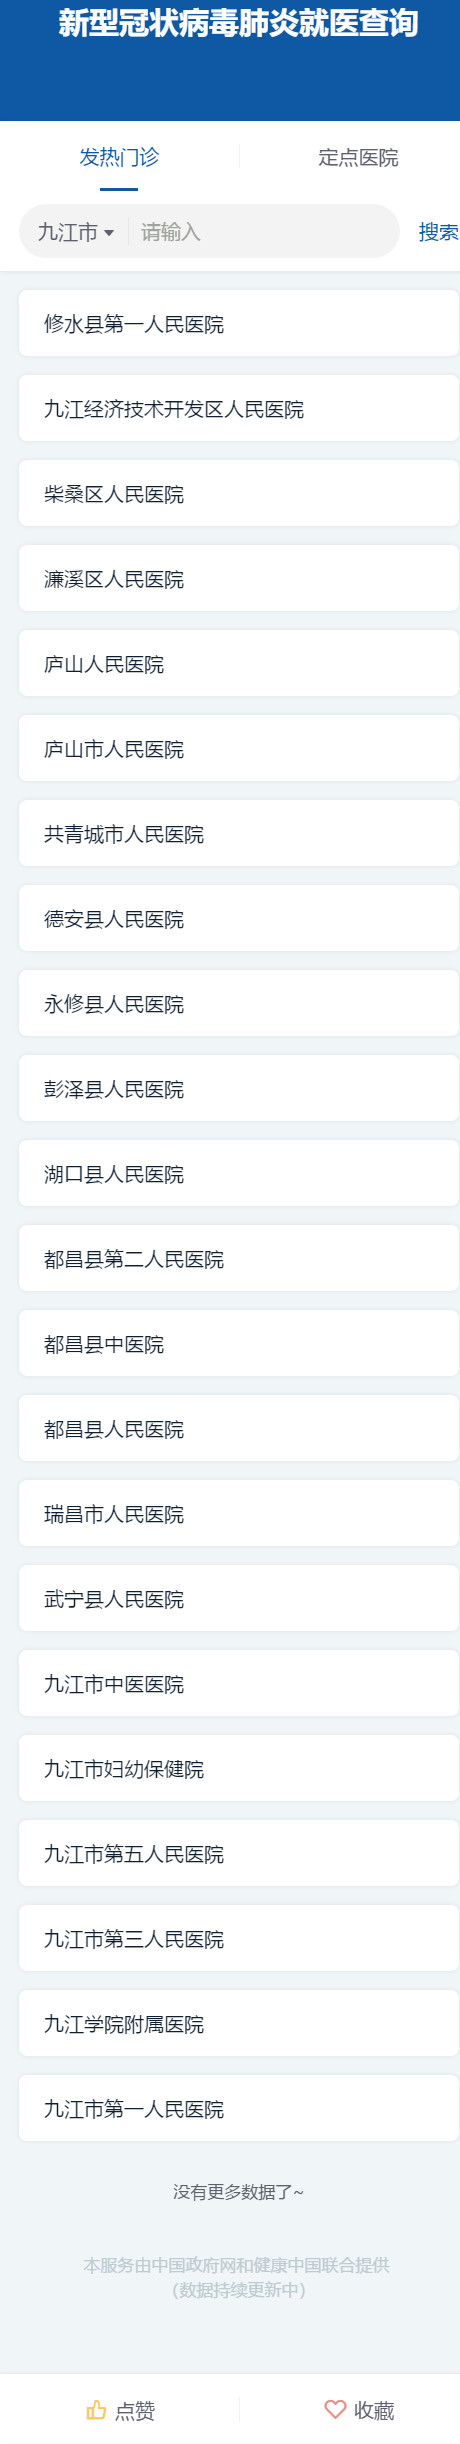 新型冠状病毒肺炎就医查询
发热门诊 定点医院
九江市 请输入 搜索
修水县第一人民医院
九江经济技术开发区人民医院
柴桑区人民医院
濂溪区人民医院
庐山人民医院
庐山市人民医院
共青城市人民医院
德安县人民医院
永修县人民医院
彭泽县人民医院
湖口县人民医院
都昌县第二人民医院
都昌县中医院
都昌县人民医院
瑞昌市人民医院
武宁县人民医院
九江市中医医院
九江市妇幼保健院
九江市第五人民医院
九江市第三人民医院
九江学院附属医院
九江市第一人民医院
没有更多数据了~
本服务由中国政府网和健康中国联合提供
（数据持续更新中）
点赞 收藏